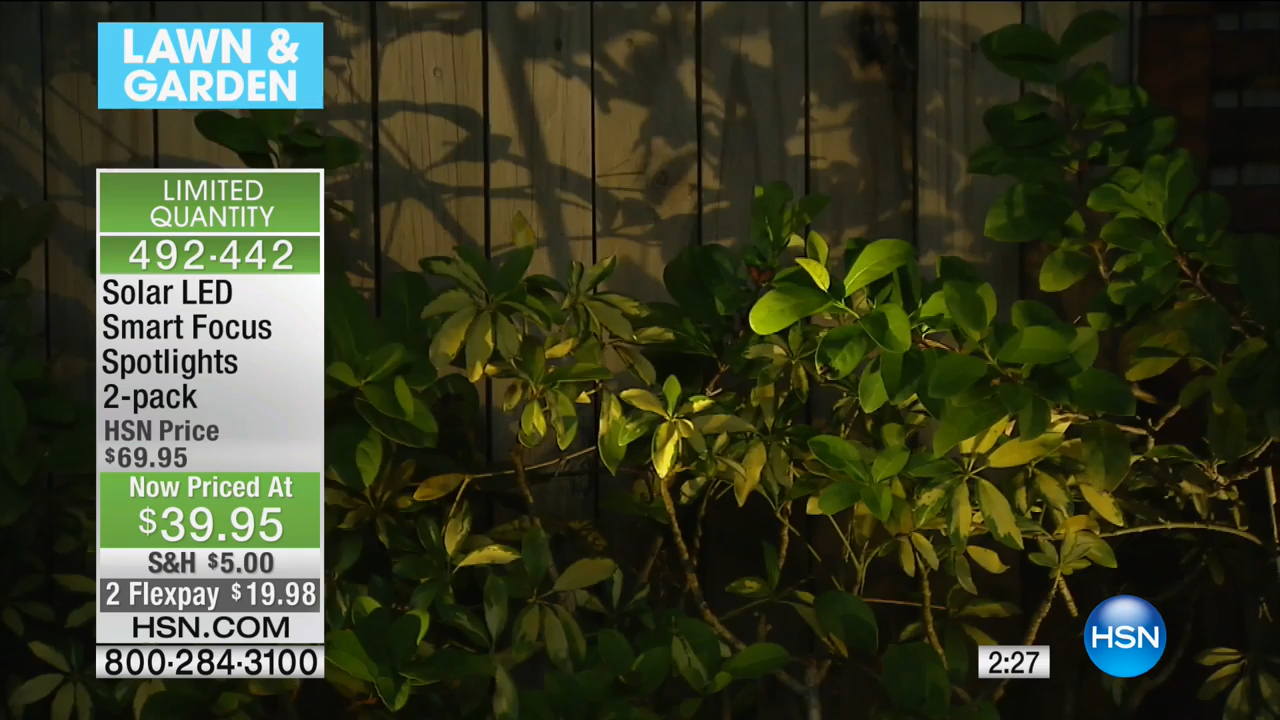 LAWN &
GARDEN
LIMITED
QUANTITY
492·442
Solar LED
Smart Focus
Spotlights
2-pack
HSN Price
$69.95
Now Priced At
$39.95
S&H $5.00
2 Flexpay $19.98
HSN.COM
800·284·3100
2:27
HSN